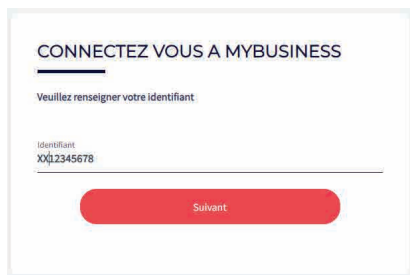 CONNECTEZ VOUS A MYBUSINESS
Veuillez renseigner votre identifiant
Identifiant
XX12345678
Suivant